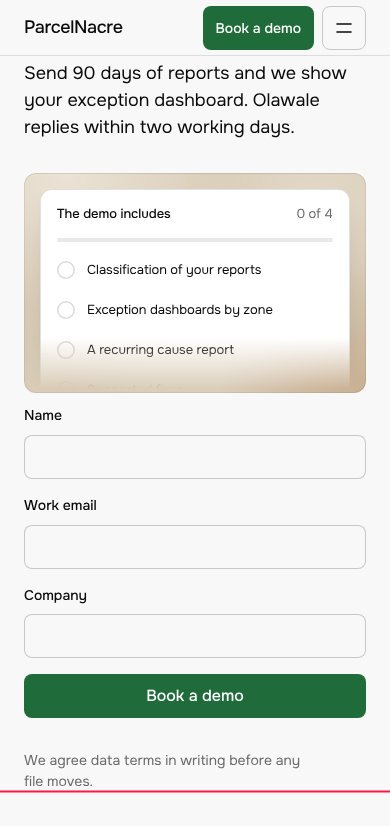 ParcelNacre
Book a demo
Send 90 days of reports and we show
your exception dashboard. Olawale
replies within two working days.
The demo includes
0 of 4
Classification of your reports
Exception dashboards by zone
A recurring cause report
Name
Work email
Company
Book a demo
We agree data terms in writing before any
file moves.